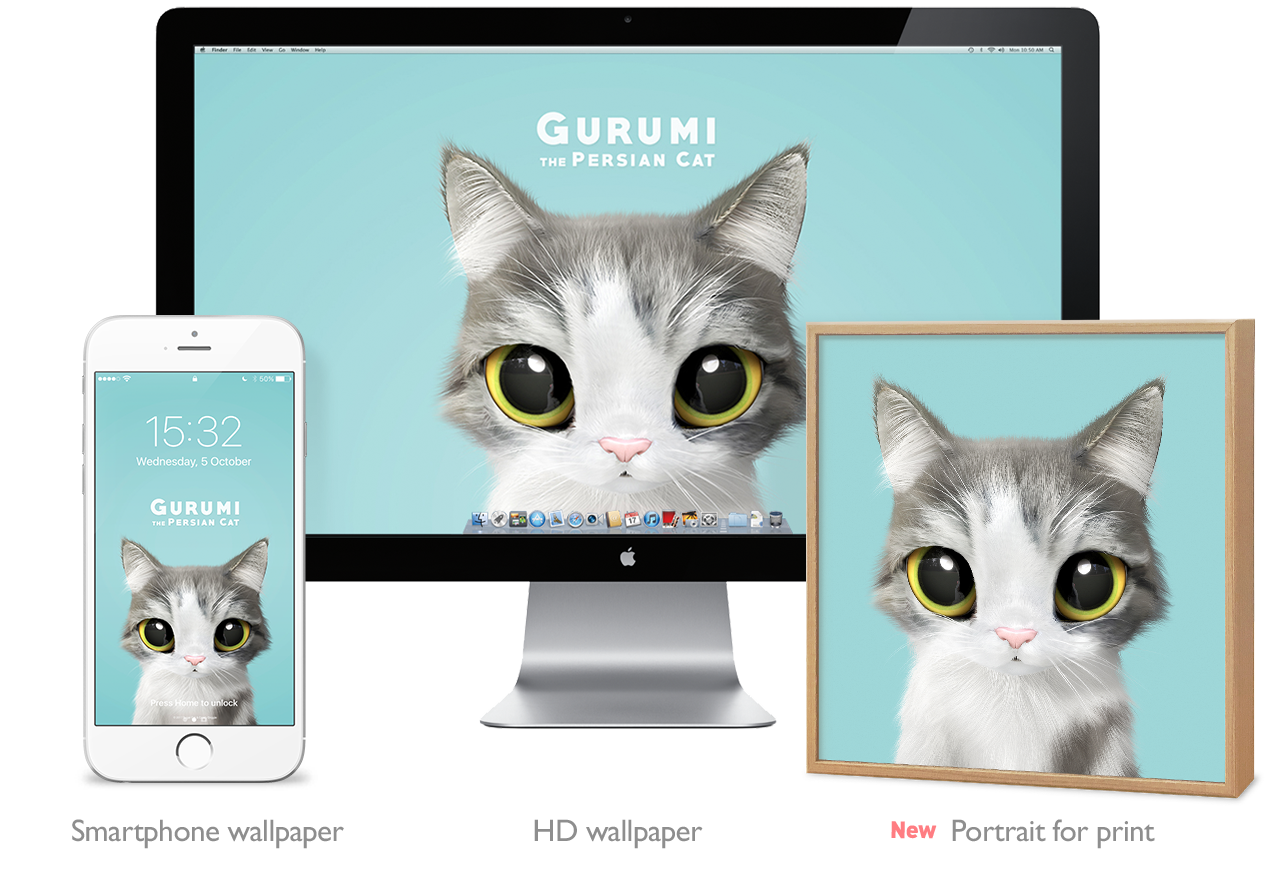 Finder File Edit View Go Window Help
Mon 10:50 AM
GURUMI
THE PERSIAN CAT
50%
15:32
Wednesday, 5 October
GURUMI
THE PERSIAN CAT
17
Press Home to unlock
Smartphone wallpaper
HD wallpaper
New Portrait for print